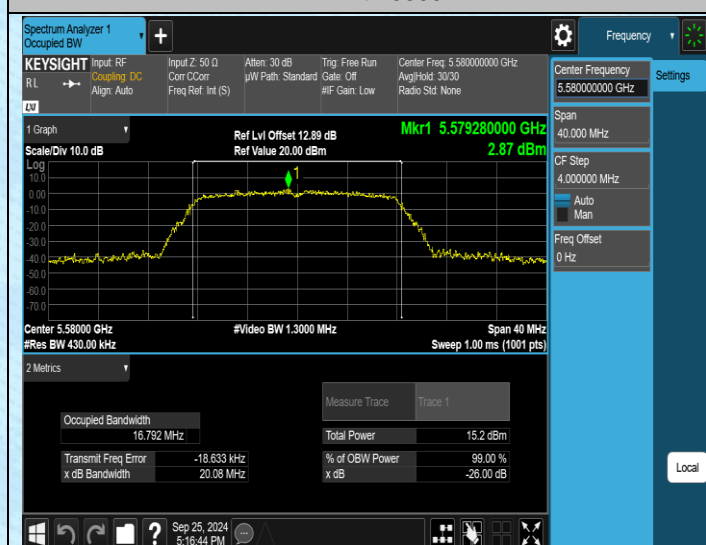 Spectrum Analyzer 1
Occupied BW
+
Frequency
KEYSIGHT
RL
LXI
Input: RF
Coupling: DC
Align: Auto
Input Z: 50 Ω
Corr CCorr
Freq Ref: Int (S)
Atten: 30 dB
µW Path: Standard
Trig: Free Run
Gate: Off
#IF Gain: Low
Center Freq: 5.580000000 GHz
Avg|Hold: 30/30
Radio Std: None
Center Frequency
5.580000000 GHz
Settings
Span
40.000 MHz
CF Step
4.000000 MHz
Auto
Man
Freq Offset
0 Hz
1 Graph
Scale/Div 10.0 dB
Ref Lvl Offset 12.89 dB
Ref Value 20.00 dBm
Mkr1 5.579280000 GHz
2.87 dBm
Log
10.0
0.00
-10.0
-20.0
-30.0
-40.0
-50.0
-60.0
-70.0
1
Center 5.58000 GHz
#Res BW 430.00 kHz
#Video BW 1.3000 MHz
Span 40 MHz
Sweep 1.00 ms (1001 pts)
2 Metrics
Measure Trace
Trace 1
Occupied Bandwidth
16.792 MHz
Total Power
15.2 dBm
Transmit Freq Error
-18.633 kHz
% of OBW Power
99.00 %
x dB Bandwidth
20.08 MHz
x dB
-26.00 dB
Local
?
Sep 25, 2024
5:16:44 PM